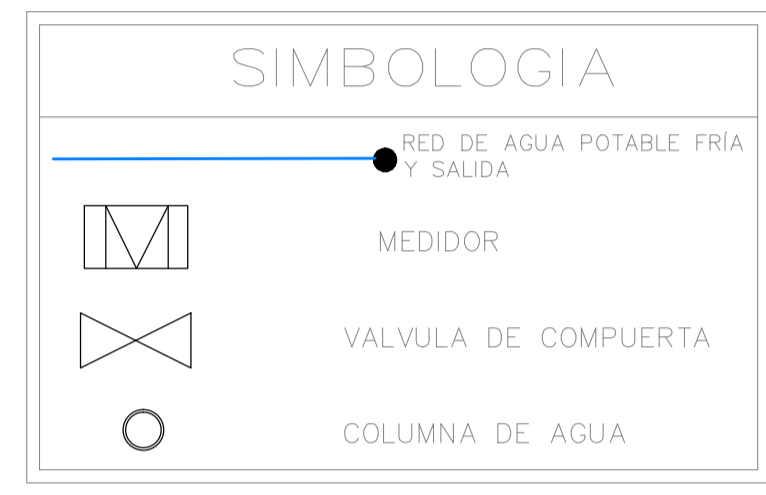 SIMBOLOGIA
RED DE AGUA POTABLE FRÍA
Y SALIDA
MEDIDOR
VALVULA DE COMPUERTA
COLUMNA DE AGUA